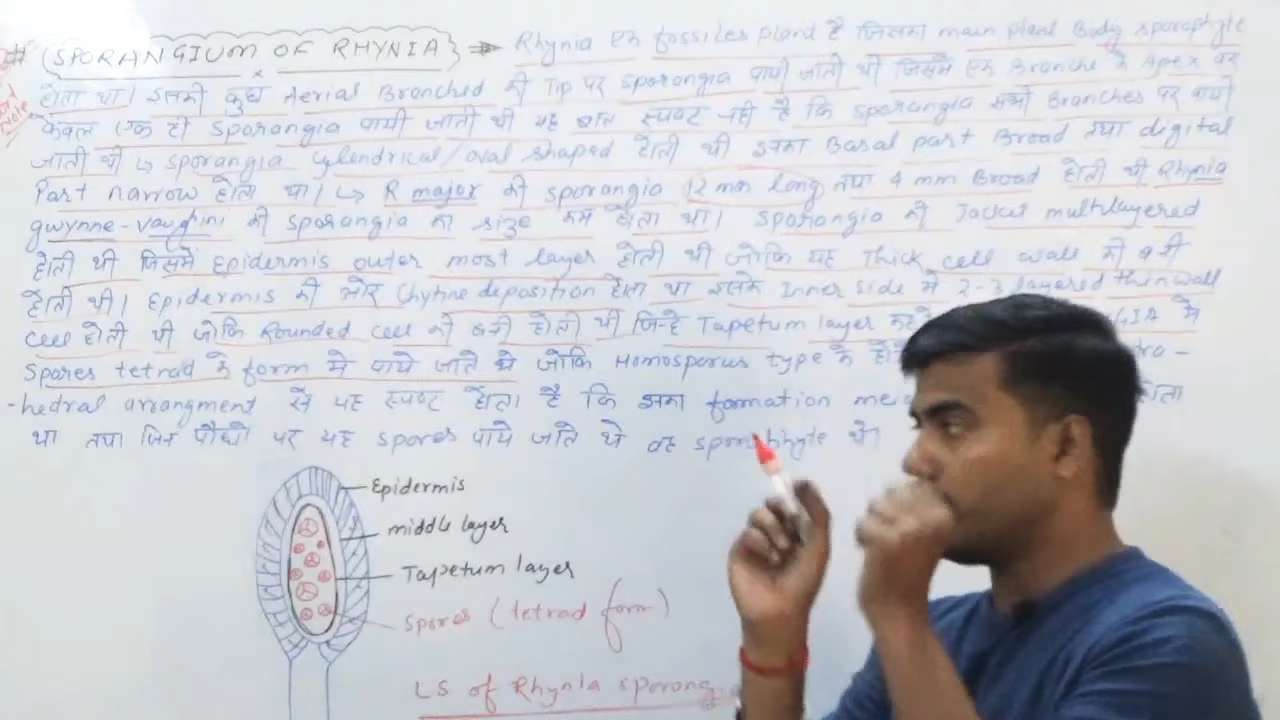 # (SPORANGIUM OF RHYNIA) → Rhynia एक fossiles pland है जिसका main plant Body sporophyte
होता था। इसकी कुछ Aerial Branched की Tip पर sporangia पायी जाती थी जिसमें एक Branche के Apex पर
केवल एक ही sporangia पायी जाती थी यह बात स्पष्ट नही है कि sporangia सभी Branches पर पायी
जाती थी ↳ sporangia cylendrical/oval shaped होती थी इसका Basal part Broad तथा digital
Part narrow होता था। ↳ R major की sporangia 12 mm long तथा 4 mm Broad होती थी Rhynia
gwynne-vaughini की sporangia का size कम होता था। sporangia की Jacket multilayered
होती थी जिसमें Epidermis outer most layer होती थी जोकि यह Thick cell wall की बनी
होती थी। Epidermis की ओर Chytine deposition होता था इसके Inner side में 2-3 layered thin wall
cell होती थी जोकि Rounded cell की बनी होती थी जिन्हे Tapetum layer कहते में
spores tetrad के form में पाये जाते थे जोकि Homosporus type के tra-
-hedral arrangment से यह स्पष्ट होता है कि इसका formation होता
था तथा जिन पौधों पर यह spores पाये जाते थे वह थे।
Epidermis
middle layer
Tapetum layer
Spores (tetrad form)
LS of Rhynia